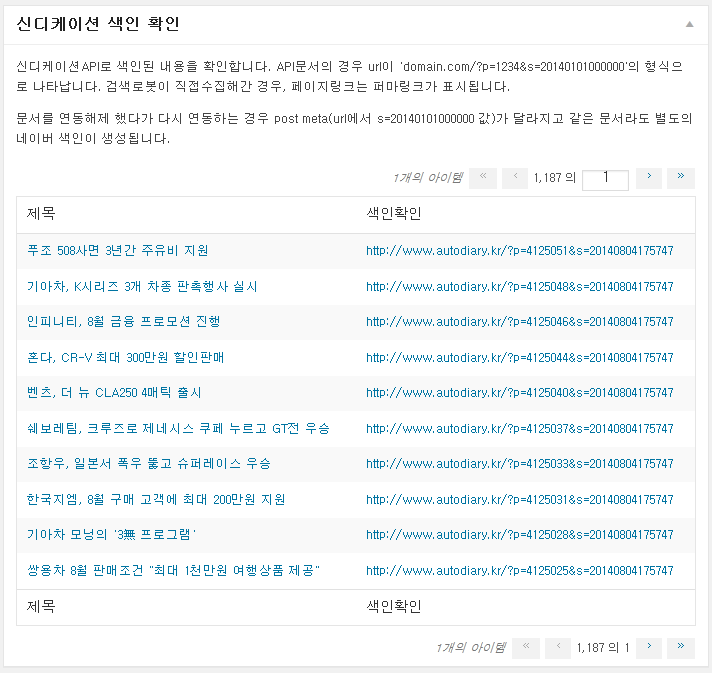 신디케이션 색인 확인
신디케이션API로 색인된 내용을 확인합니다. API문서의 경우 url이 'domain.com/?p=1234&s=20140101000000'의 형식으
로 나타납니다. 검색로봇이 직접수집해간 경우, 페이지링크는 퍼마링크가 표시됩니다.
문서를 연동해제 했다가 다시 연동하는 경우 post meta(url에서 s=20140101000000 값)가 달라지고 같은 문서라도 별도의
네이버 색인이 생성됩니다.
1개의 아이템 « ‹ 1,187 의 1 › »
제목 색인확인
푸조 508사면 3년간 주유비 지원 http://www.autodiary.kr/?p=4125051&s=20140804175747
기아차, K시리즈 3개 차종 판촉행사 실시 http://www.autodiary.kr/?p=4125048&s=20140804175747
인피니티, 8월 금융 프로모션 진행 http://www.autodiary.kr/?p=4125046&s=20140804175747
혼다, CR-V 최대 300만원 할인판매 http://www.autodiary.kr/?p=4125044&s=20140804175747
벤츠, 더 뉴 CLA250 4매틱 출시 http://www.autodiary.kr/?p=4125040&s=20140804175747
쉐보레팀, 크루즈로 제네시스 쿠페 누르고 GT전 우승 http://www.autodiary.kr/?p=4125037&s=20140804175747
조항우, 일본서 폭우 뚫고 슈퍼레이스 우승 http://www.autodiary.kr/?p=4125033&s=20140804175747
한국지엠, 8월 구매 고객에 최대 200만원 지원 http://www.autodiary.kr/?p=4125031&s=20140804175747
기아차 모닝의 '3無 프로그램' http://www.autodiary.kr/?p=4125028&s=20140804175747
쌍용차 8월 판매조건 "최대 1천만원 여행상품 제공" http://www.autodiary.kr/?p=4125025&s=20140804175747
제목 색인확인
1개의 아이템 « ‹ 1,187 의 1 › »